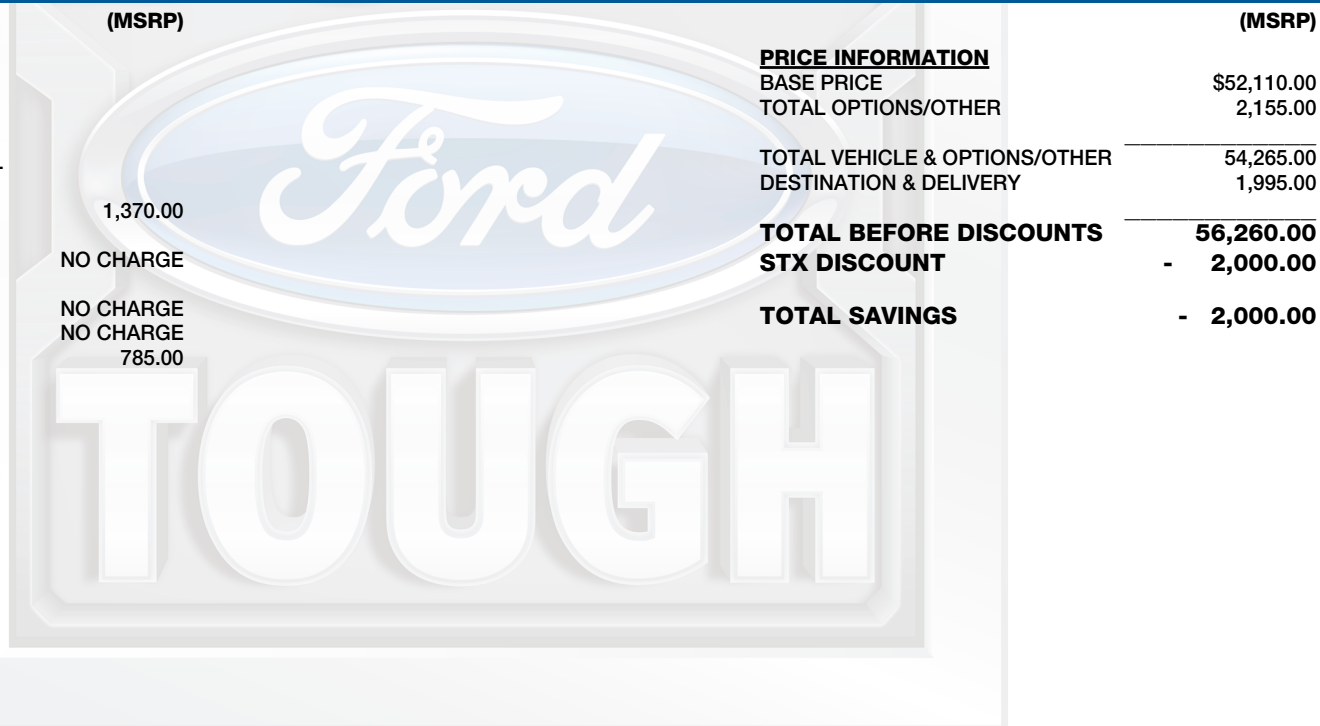 (MSRP)
1,370.00
NO CHARGE
NO CHARGE
NO CHARGE
785.00
(MSRP)
PRICE INFORMATION
BASE PRICE $52,110.00
TOTAL OPTIONS/OTHER 2,155.00
TOTAL VEHICLE & OPTIONS/OTHER 54,265.00
DESTINATION & DELIVERY 1,995.00
TOTAL BEFORE DISCOUNTS 56,260.00
STX DISCOUNT - 2,000.00
TOTAL SAVINGS - 2,000.00
Ford
TOUGH